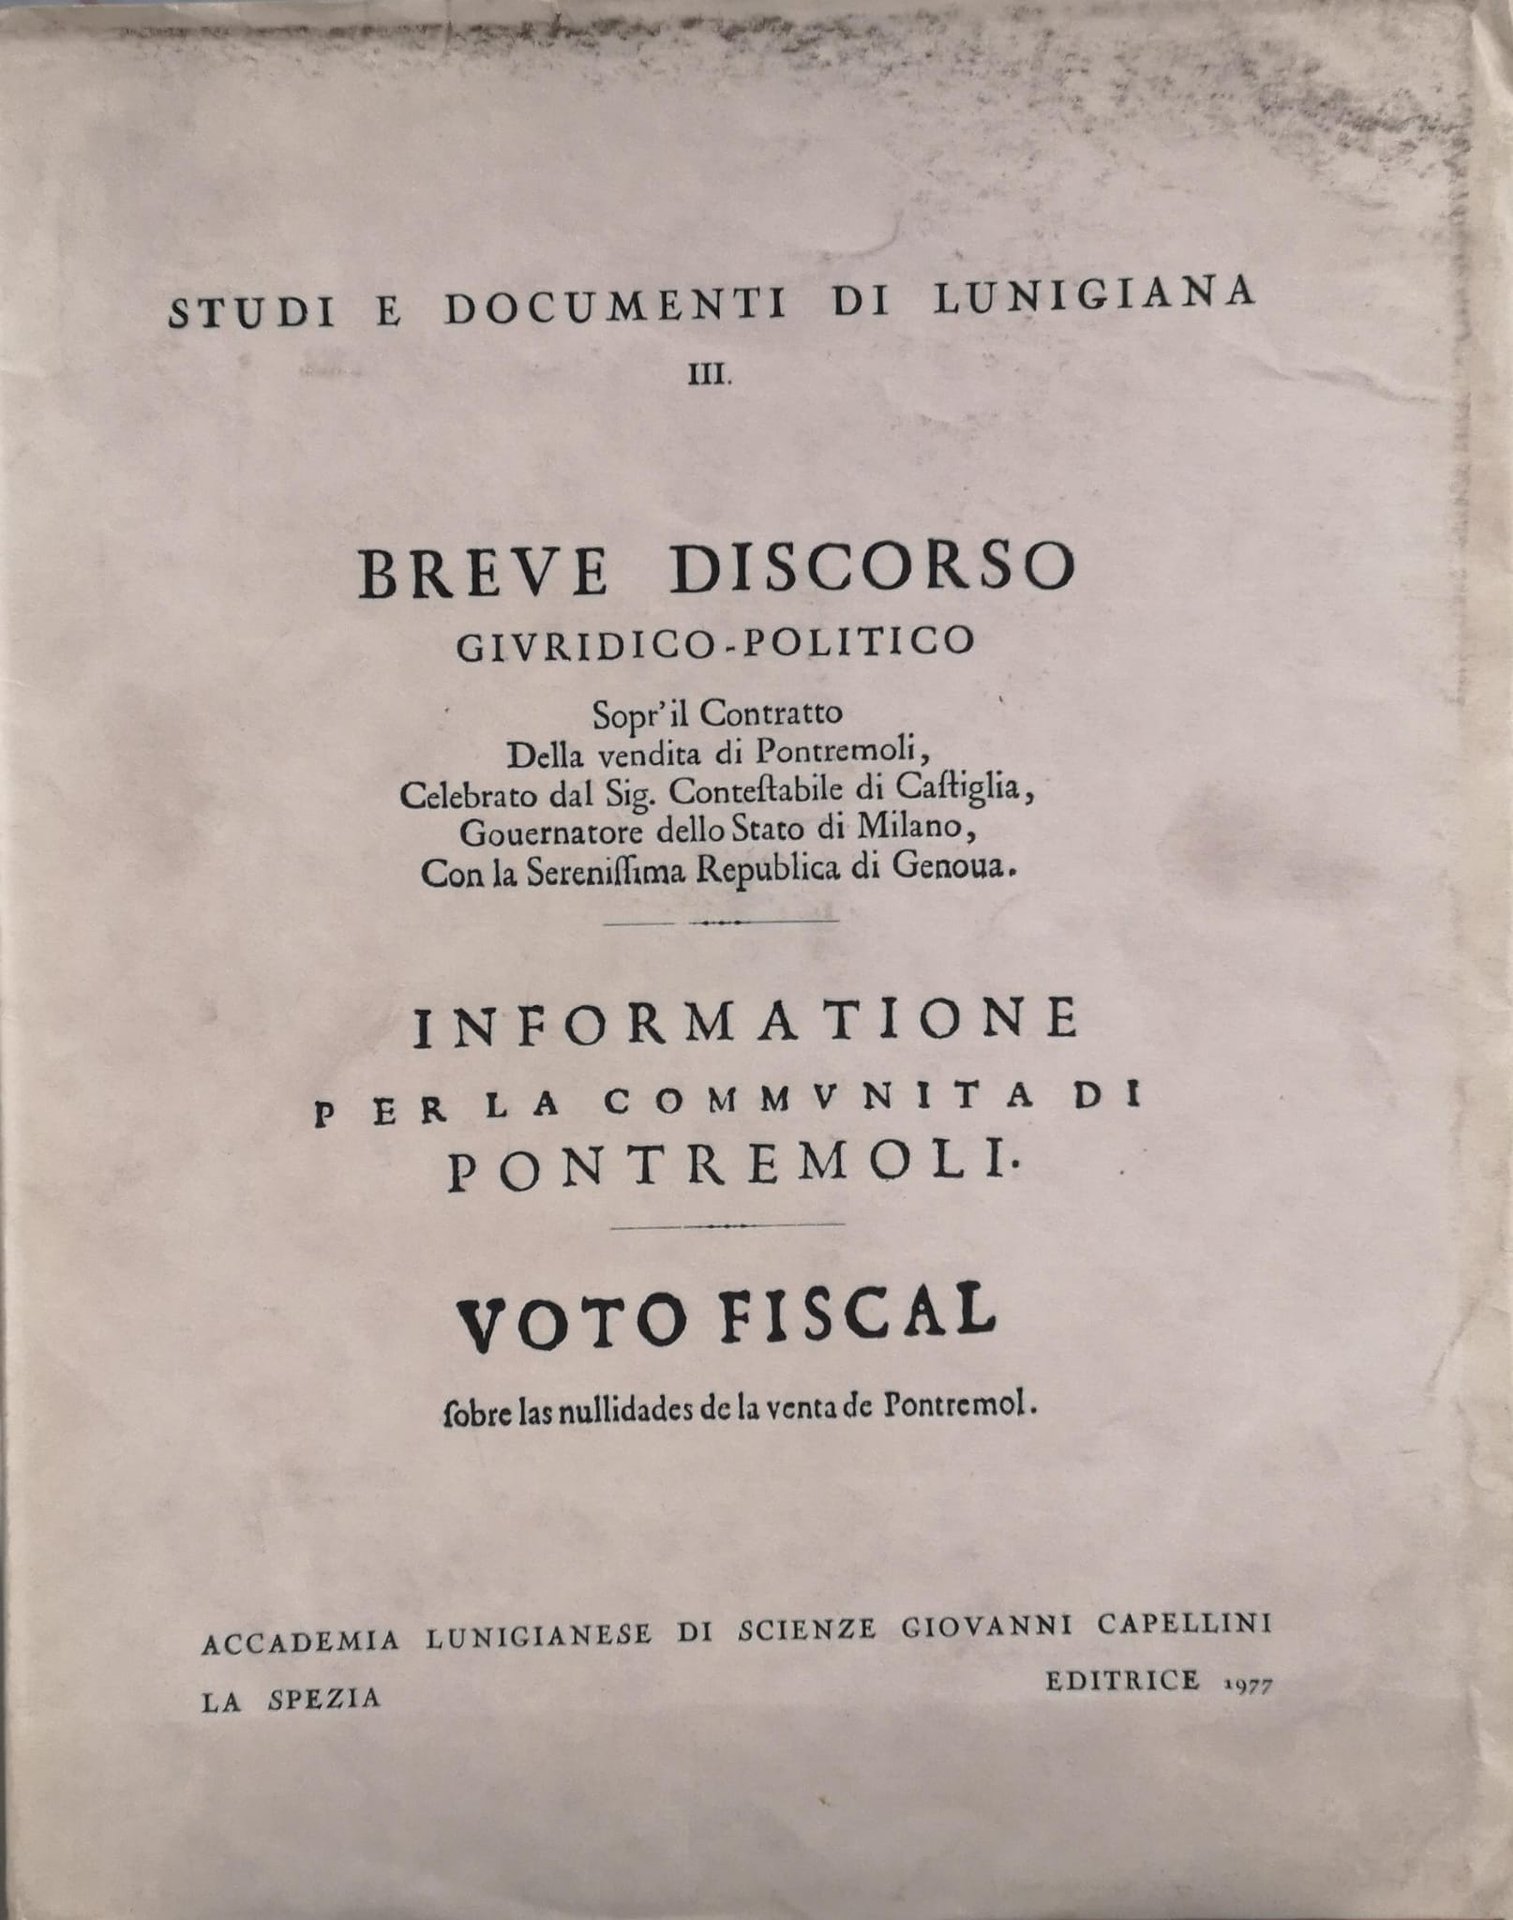 STUDI E DOCUMENTI DI LUNIGIANA
III.
BREVE DISCORSO
GIVRIDICO-POLITICO
Sopr'il Contratto
Della vendita di Pontremoli,
Celebrato dal Sig. Conteſtabile di Caſtiglia,
Gouernatore dello Stato di Milano,
Con la Sereniſſima Republica di Genoua.
INFORMATIONE
PER LA COMMVNITA DI
PONTREMOLI.
VOTO FISCAL
ſobre las nullidades de la venta de Pontremol.
ACCADEMIA LUNIGIANESE DI SCIENZE GIOVANNI CAPELLINI
LA SPEZIA EDITRICE 1977